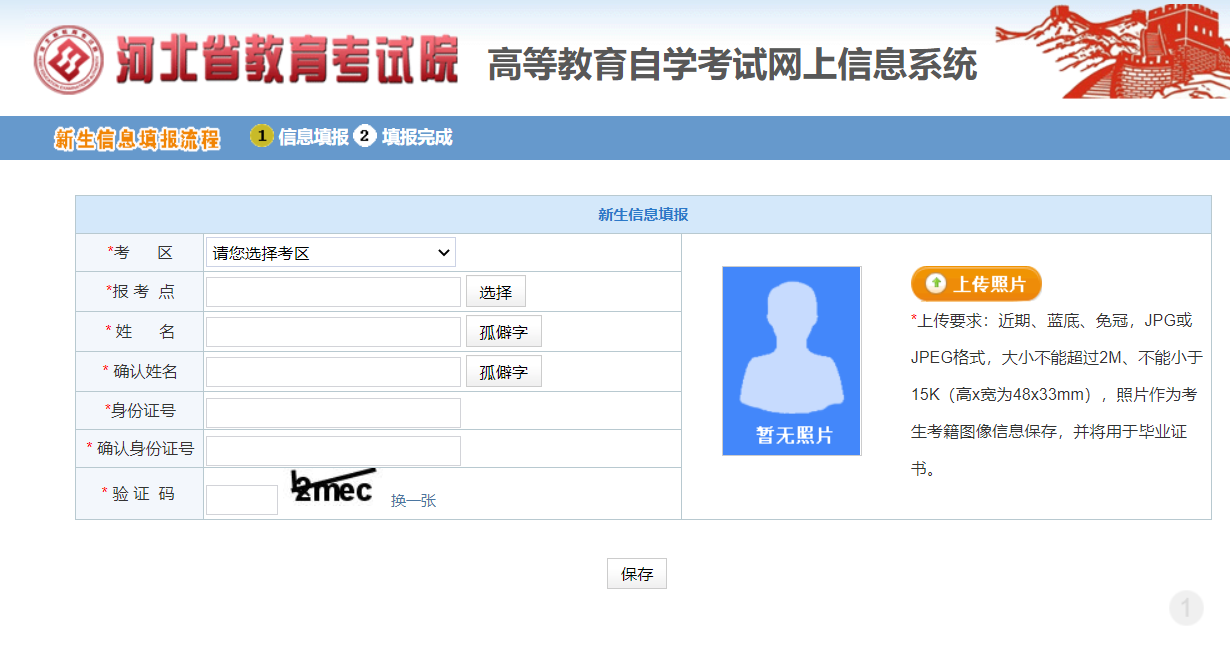 河北省教育考试院 高等教育自学考试网上信息系统
新生信息填报流程 1 信息填报 2 填报完成
新生信息填报
*考 区 请您选择考区
*报 考 点 选择
* 姓 名 孤僻字
* 确认姓名 孤僻字
*身份证号
* 确认身份证号
* 验 证 码 换一张
暂无照片
上传照片
*上传要求：近期、蓝底、免冠，JPG或
JPEG格式，大小不能超过2M、不能小于
15K（高x宽为48x33mm），照片作为考
生考籍图像信息保存，并将用于毕业证
书。
保存
1